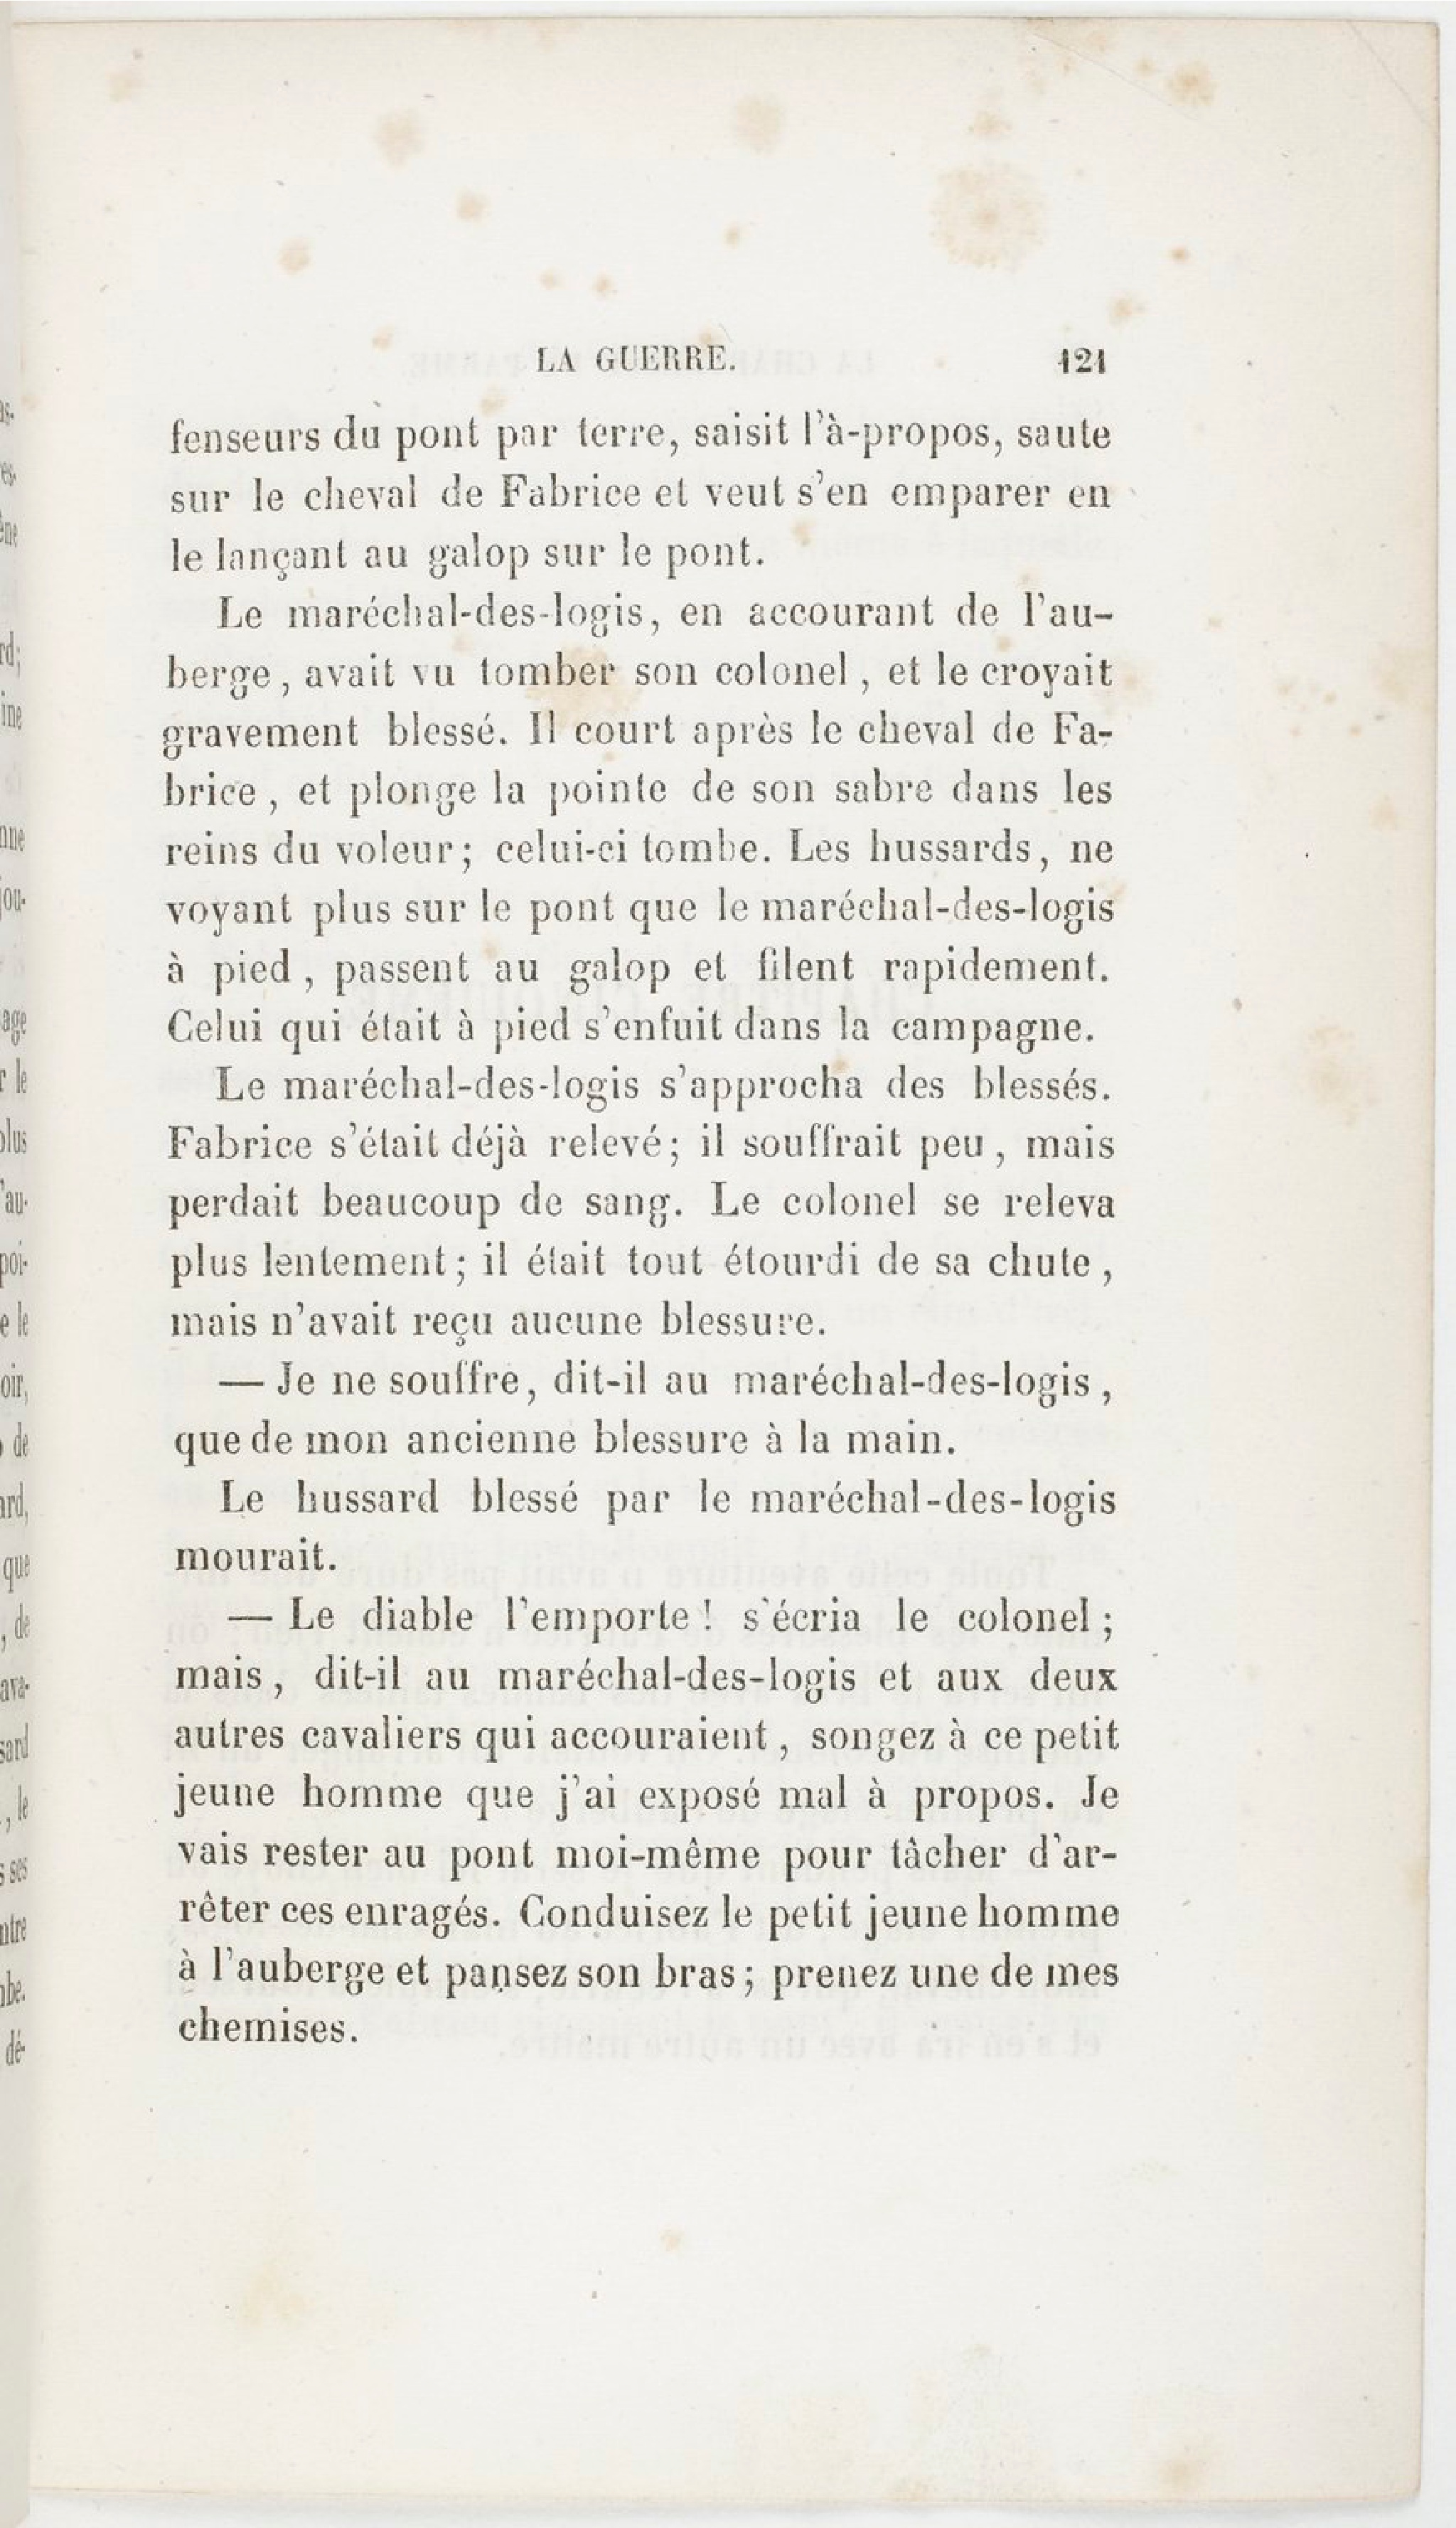 LA GUERRE. 121
fenseurs du pont par terre, saisit l'à-propos, saute
sur le cheval de Fabrice et veut s'en emparer en
le lançant au galop sur le pont.
Le maréchal-des-logis, en accourant de l'au-
berge, avait vu tomber son colonel, et le croyait
gravement blessé. Il court après le cheval de Fa-
brice, et plonge la pointe de son sabre dans les
reins du voleur; celui-ci tombe. Les hussards, ne
voyant plus sur le pont que le maréchal-des-logis
à pied, passent au galop et filent rapidement.
Celui qui était à pied s'enfuit dans la campagne.
Le maréchal-des-logis s'approcha des blessés.
Fabrice s'était déjà relevé; il souffrait peu, mais
perdait beaucoup de sang. Le colonel se releva
plus lentement; il était tout étourdi de sa chute,
mais n'avait reçu aucune blessure.
— Je ne souffre, dit-il au maréchal-des-logis,
que de mon ancienne blessure à la main.
Le hussard blessé par le maréchal-des-logis
mourait.
— Le diable l'emporte! s'écria le colonel;
mais, dit-il au maréchal-des-logis et aux deux
autres cavaliers qui accouraient, songez à ce petit
jeune homme que j'ai exposé mal à propos. Je
vais rester au pont moi-même pour tâcher d'ar-
rêter ces enragés. Conduisez le petit jeune homme
à l'auberge et pansez son bras; prenez une de mes
chemises.